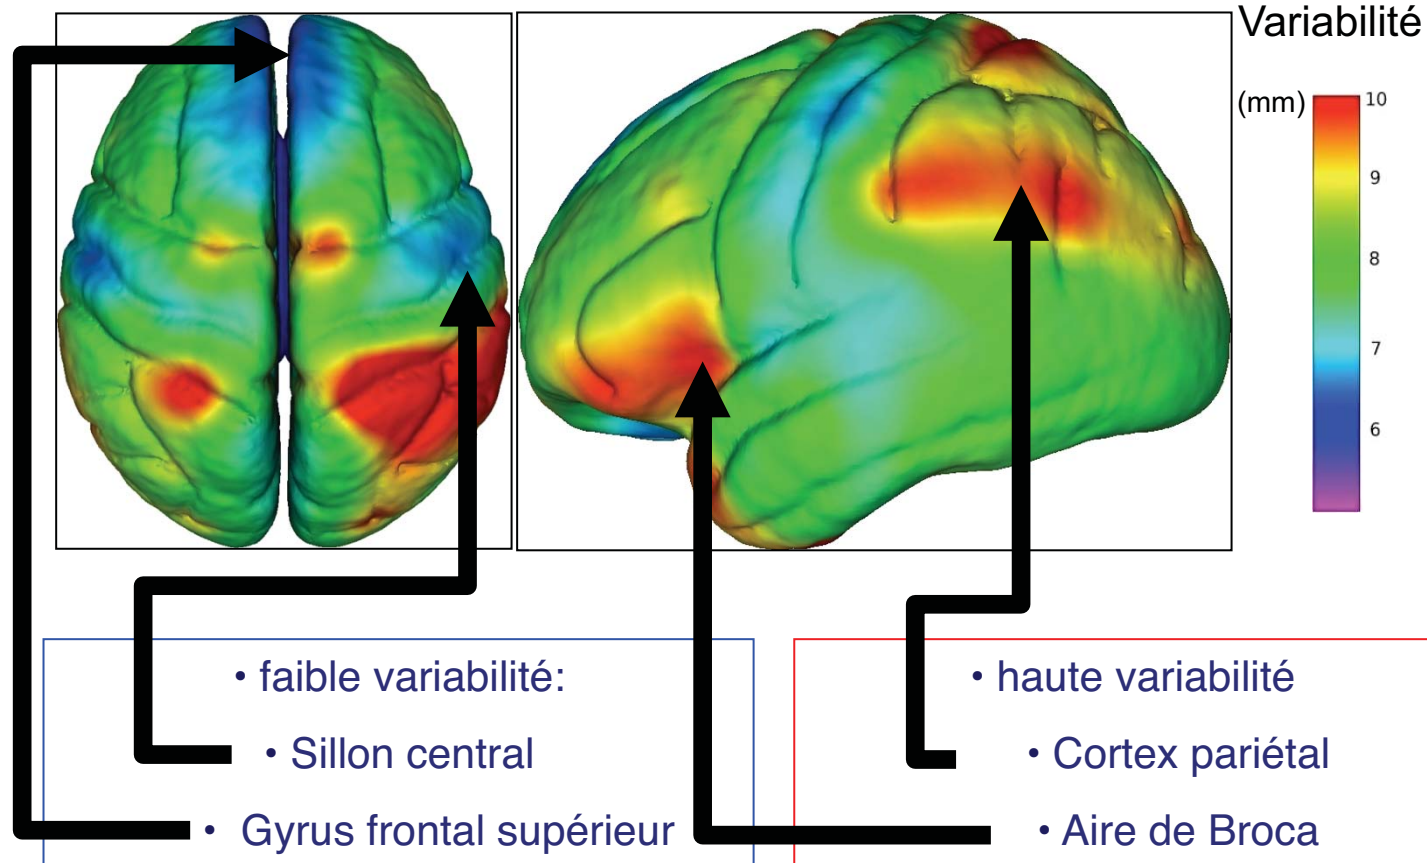 Variabilité
(mm)
10
9
8
7
6
• faible variabilité:
• Sillon central
• Gyrus frontal supérieur
• haute variabilité
• Cortex pariétal
• Aire de Broca